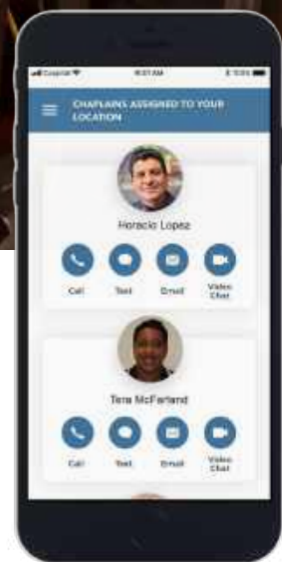 CHAPLAINS ASSIGNED TO YOUR
LOCATION
Horacio Lopez
Call Text Email Video
Chat
Tera McFarland
Call Text Email Video
Chat